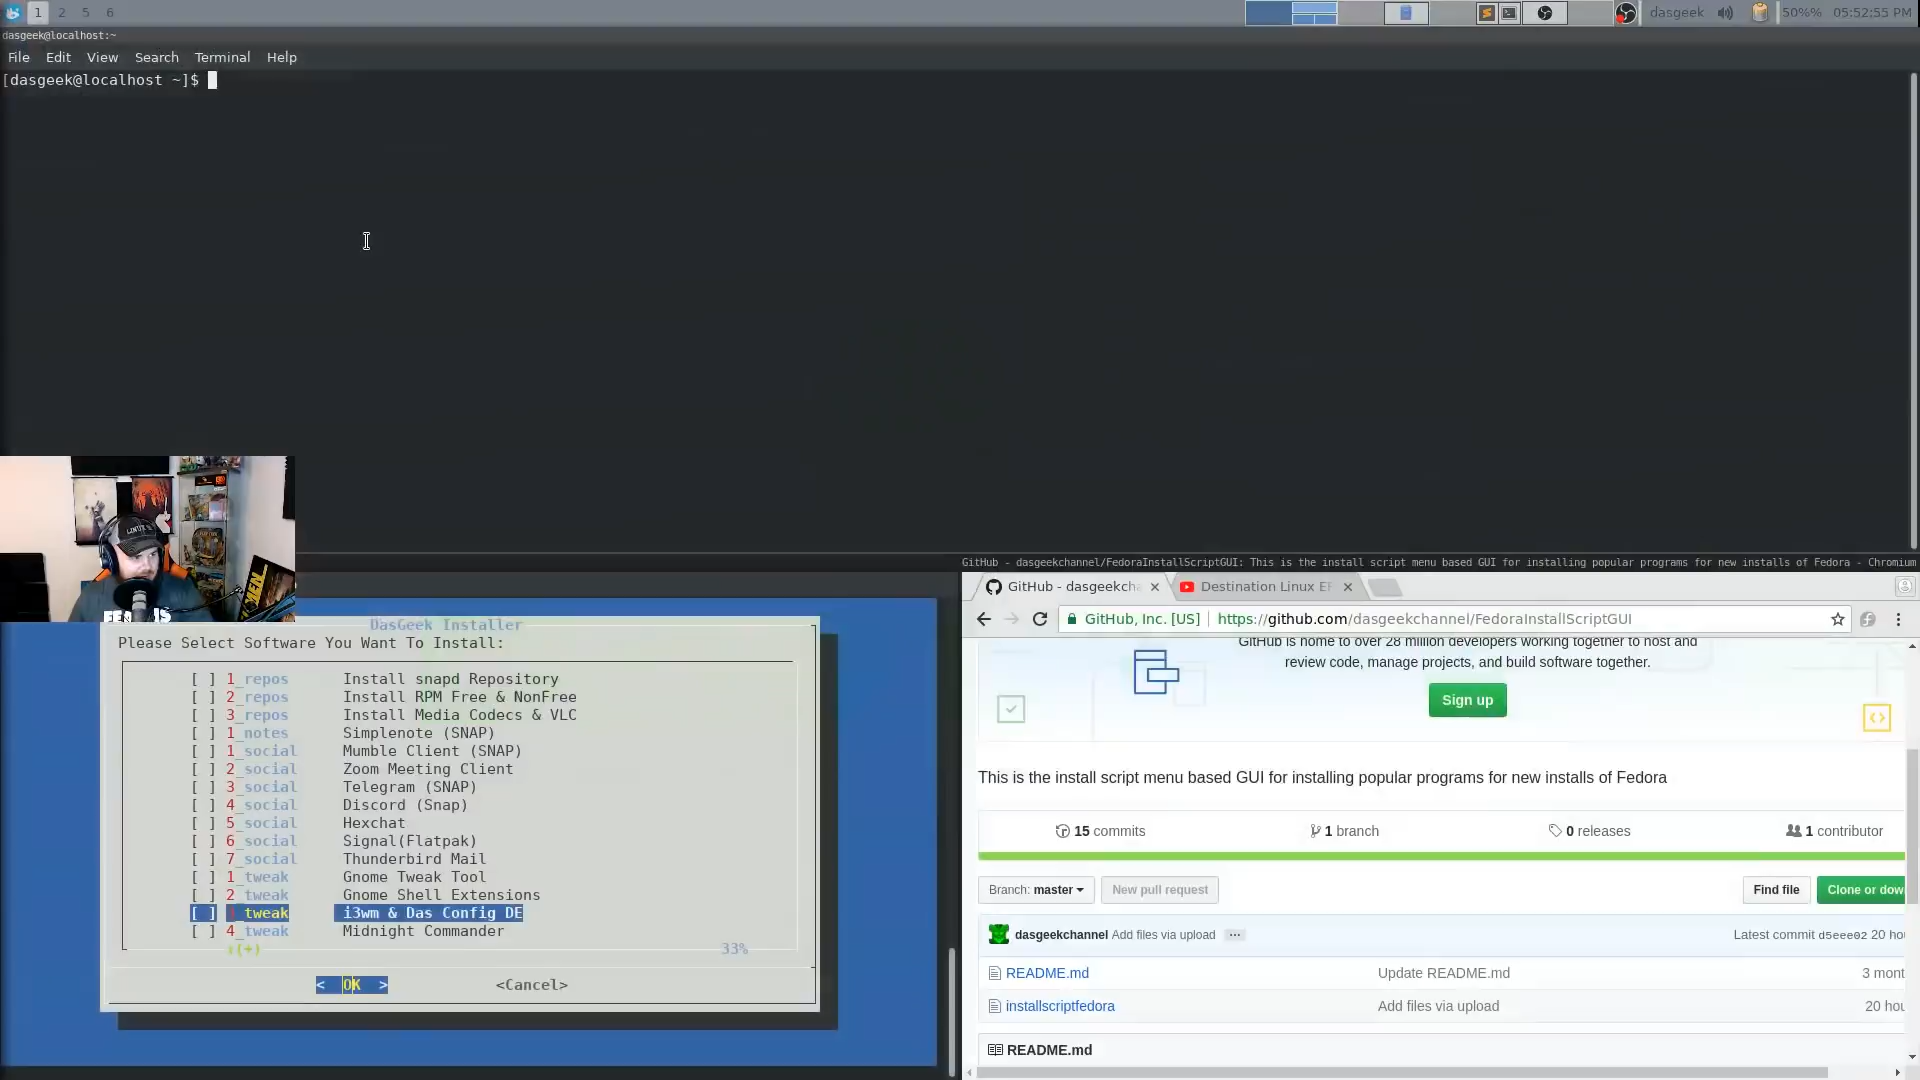 1 2 5 6
dasgeek 50%% 05:52:55 PM
dasgeek@localhost:~
File Edit View Search Terminal Help
[dasgeek@localhost ~]$
DasGeek Installer
Please Select Software You Want To Install:
[ ] 1_repos Install snapd Repository
[ ] 2_repos Install RPM Free & NonFree
[ ] 3_repos Install Media Codecs & VLC
[ ] 1_notes Simplenote (SNAP)
[ ] 1_social Mumble Client (SNAP)
[ ] 2_social Zoom Meeting Client
[ ] 3_social Telegram (SNAP)
[ ] 4_social Discord (Snap)
[ ] 5_social Hexchat
[ ] 6_social Signal(Flatpak)
[ ] 7_social Thunderbird Mail
[ ] 1_tweak Gnome Tweak Tool
[ ] 2_tweak Gnome Shell Extensions
[ ] tweak i3wm & Das Config DE
[ ] 4_tweak Midnight Commander
33%
< OK > <Cancel>
GitHub - dasgeekchannel/FedoraInstallScriptGUI: This is the install script menu based GUI for installing popular programs for new installs of Fedora - Chromium
GitHub - dasgeekcha Destination Linux EP
GitHub, Inc. [US] https://github.com/dasgeekchannel/FedoraInstallScriptGUI
GitHub is home to over 28 million developers working together to host and
review code, manage projects, and build software together.
Sign up
This is the install script menu based GUI for installing popular programs for new installs of Fedora
15 commits 1 branch 0 releases 1 contributor
Branch: master New pull request Find file Clone or dow
dasgeekchannel Add files via upload ... Latest commit d5eee02 20 hou
README.md Update README.md 3 mont
installscriptfedora Add files via upload 20 hou
README.md